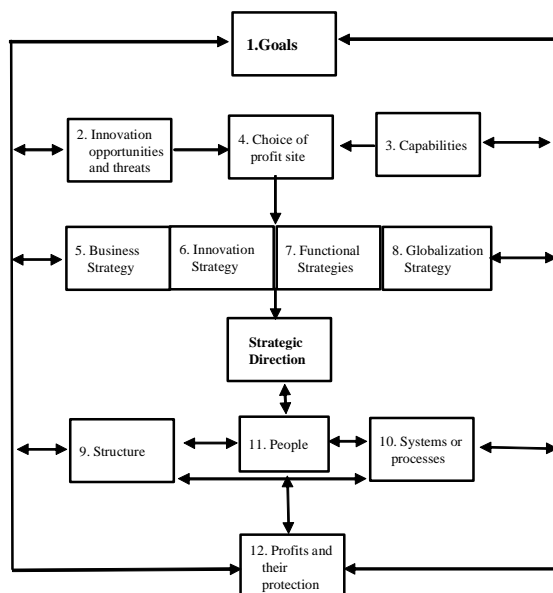 1.Goals
2. Innovation
opportunities
and threats
4. Choice of
profit site
3. Capabilities
5. Business
Strategy
6. Innovation
Strategy
7. Functional
Strategies
8. Globalization
Strategy
Strategic
Direction
9. Structure
11. People
10. Systems or
processes
12. Profits and
their
protection